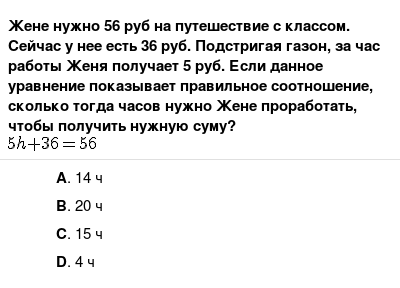 Жене нужно 56 руб на путешествие с классом.
Сейчас у нее есть 36 руб. Подстригая газон, за час
работы Женя получает 5 руб. Если данное
уравнение показывает правильное соотношение,
сколько тогда часов нужно Жене проработать,
чтобы получить нужную суму?
5h+36=56
A. 14 ч
B. 20 ч
C. 15 ч
D. 4 ч